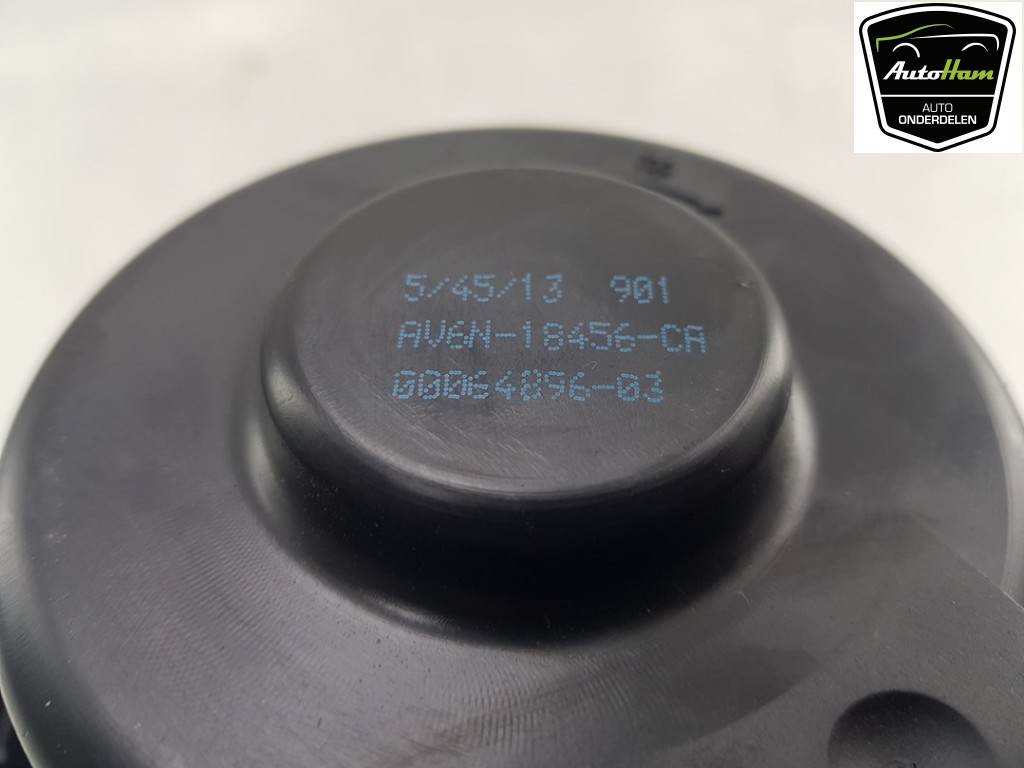 AutoHam
AUTO
ONDERDELEN
5/45/13 901
AV6N-18456-CA
00064896-03